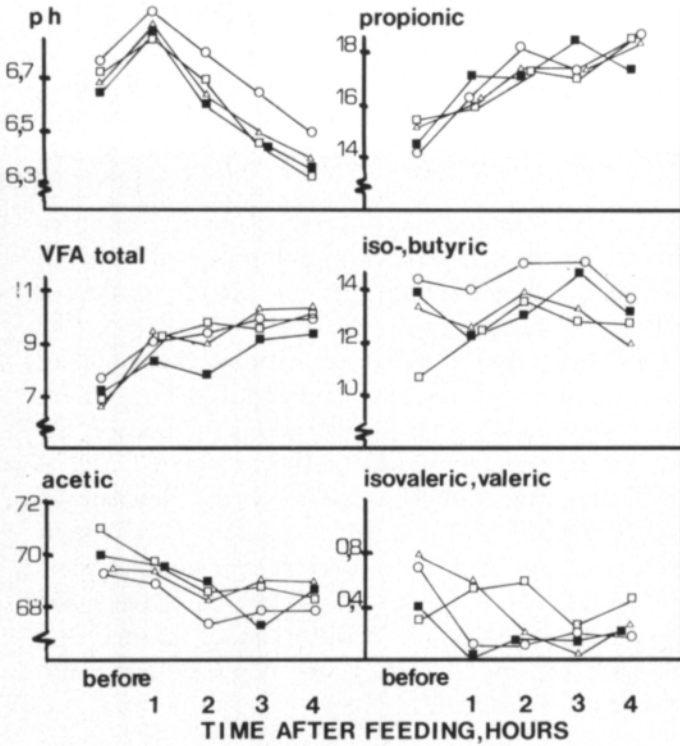 ph
6,7
6,5
6,3
propionic
18
16
14
VFA total
11
9
7
iso-,butyric
14
12
10
acetic
72
70
68
isovaleric,valeric
0,8
0,4
before 1 2 3 4
before 1 2 3 4
TIME AFTER FEEDING,HOURS